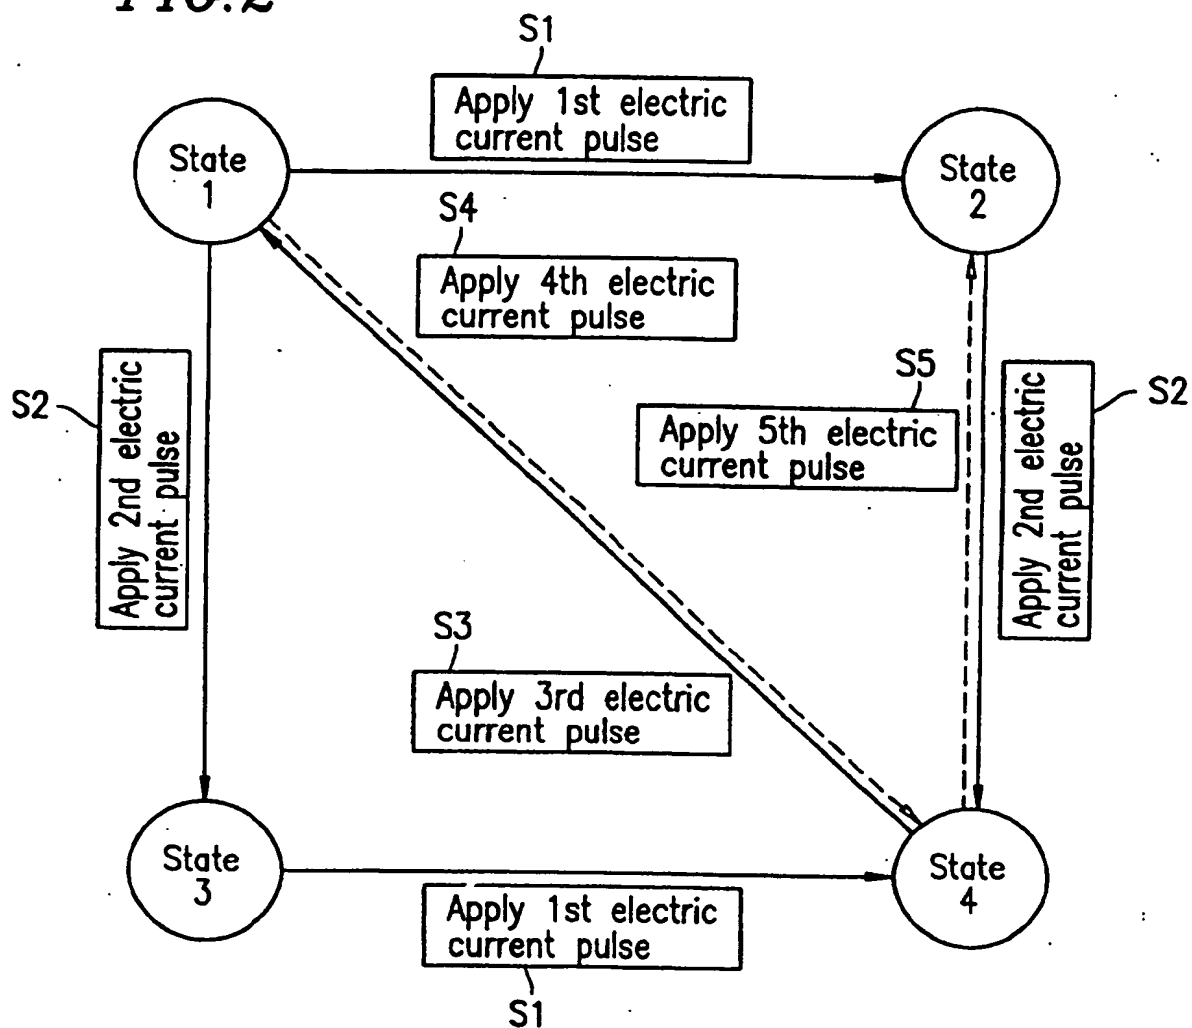 FIG.2
S1
Apply 1st electric
current pulse
State
1
State
2
S4
Apply 4th electric
current pulse
S2
Apply 2nd electric
current pulse
S5
Apply 5th electric
current pulse
S2
Apply 2nd electric
current pulse
S3
Apply 3rd electric
current pulse
State
3
State
4
Apply 1st electric
current pulse
S1